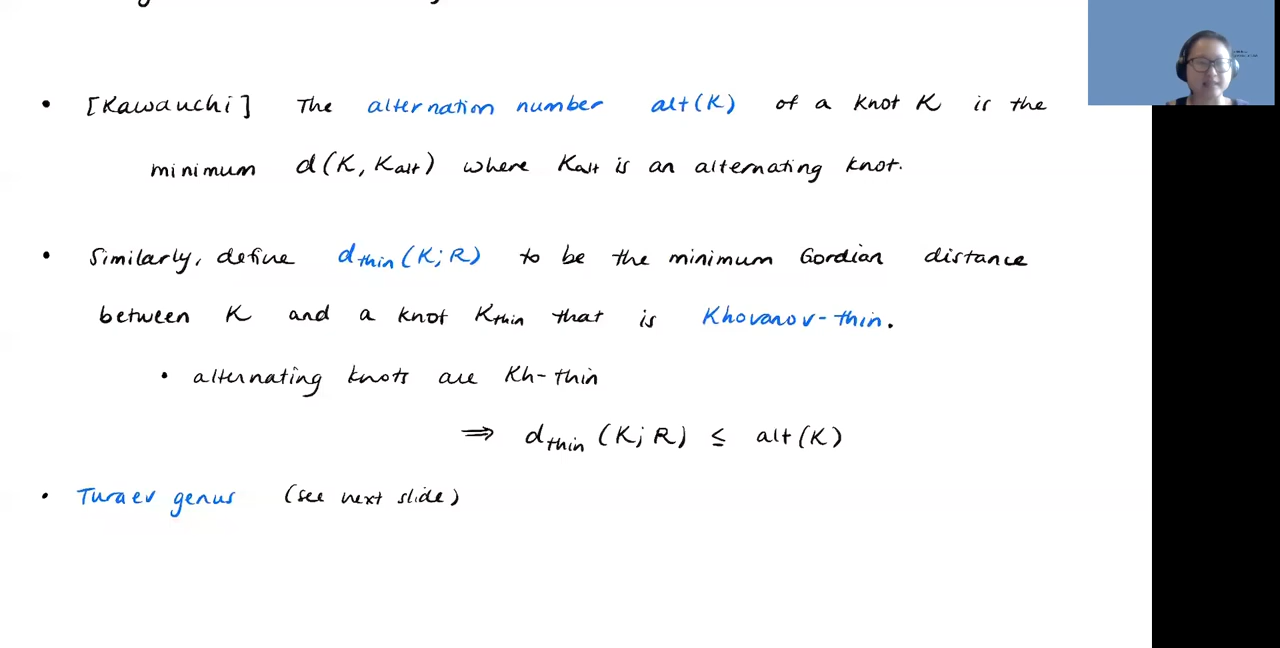 • [Kawauchi] The alternation number alt(K) of a knot K is the
minimum d(K, Kalt) where Kalt is an alternating knot.
• Similarly, define dthin(K; R) to be the minimum Gordian distance
between K and a knot Kthin that is Khovanov-thin.
• alternating knots are Kh-thin
⟹ dthin(K; R) ≤ alt(K)
• Turaev genus (see next slide)